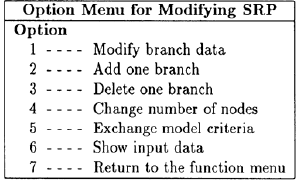 Option Menu for Modifying SRP
Option
1 - - - - Modify branch data
2 - - - - Add one branch
3 - - - - Delete one branch
4 - - - - Change number of nodes
5 - - - - Exchange model criteria
6 - - - - Show input data
7 - - - - Return to the function menu